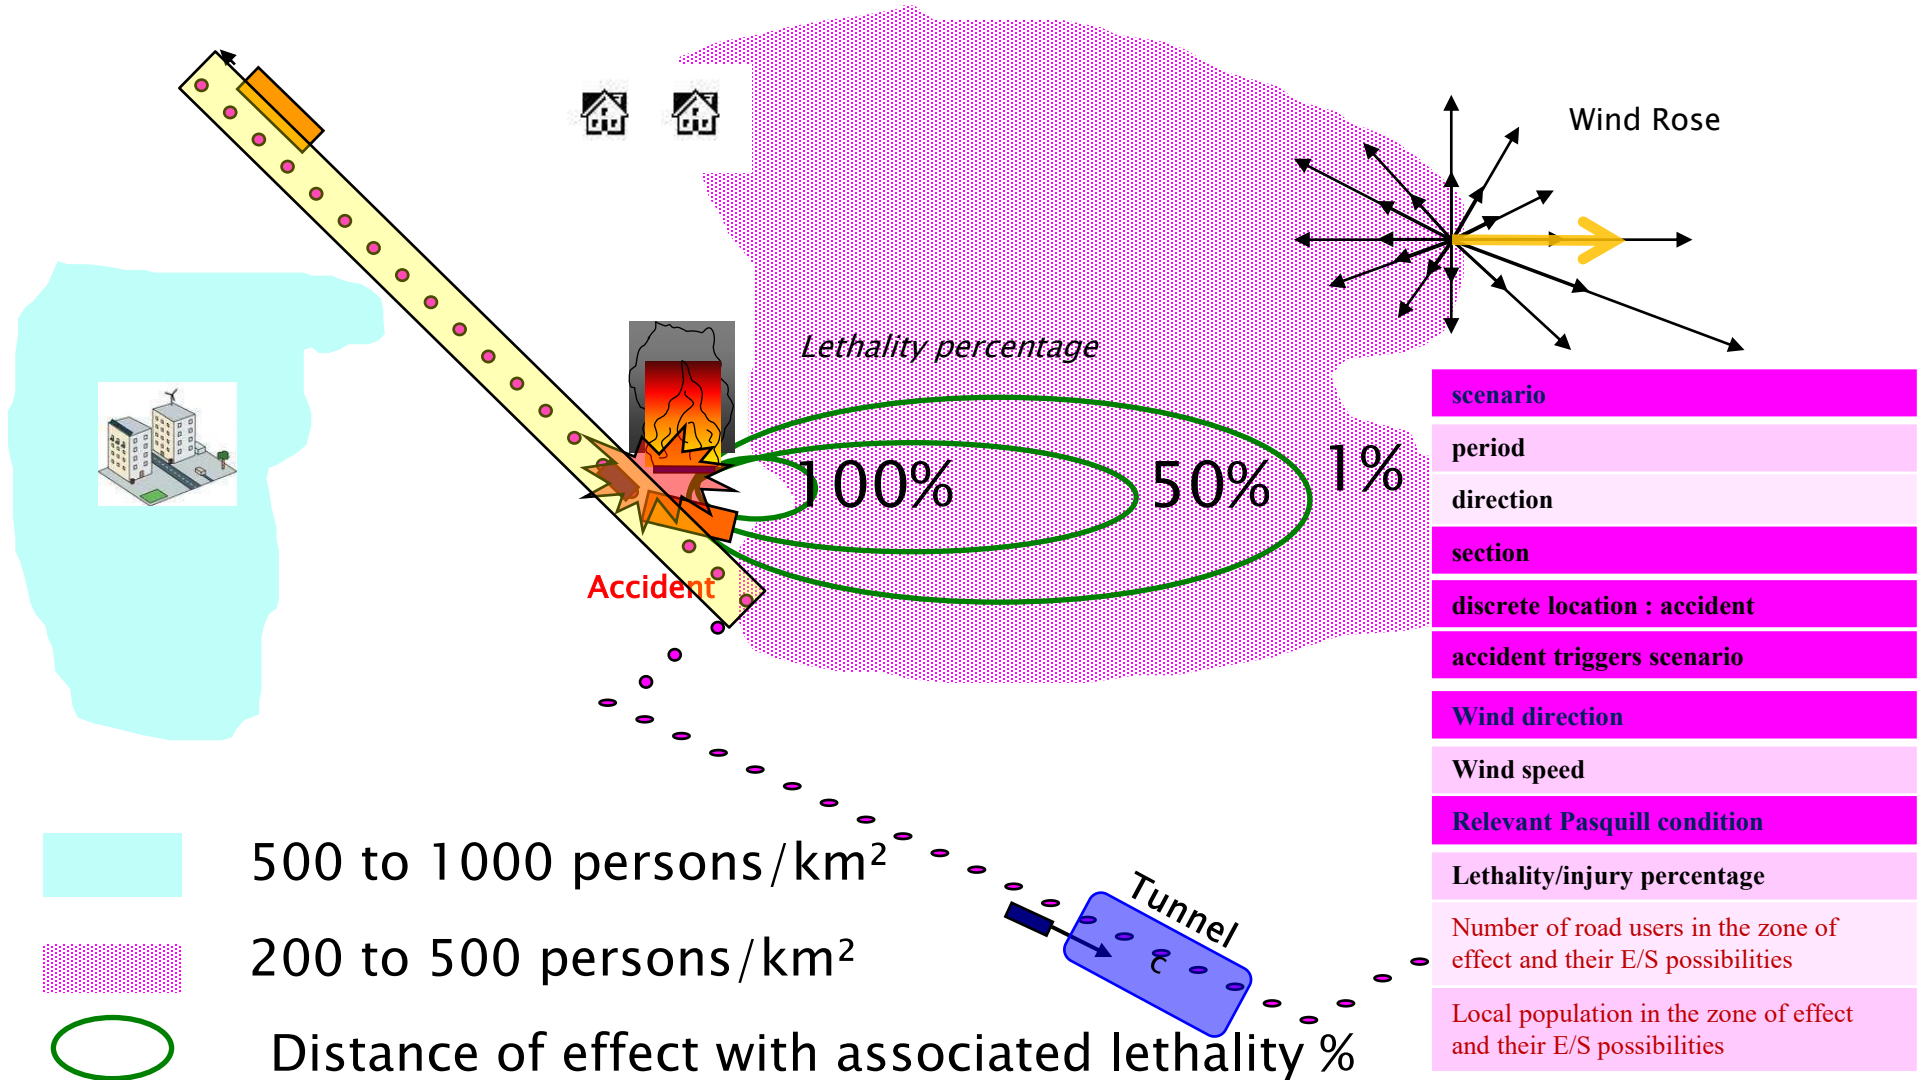 Wind Rose
Lethality percentage
100%
50%
1%
Accident
Tunnel
c
500 to 1000 persons/km²
200 to 500 persons/km²
Distance of effect with associated lethality %
scenario
period
direction
section
discrete location : accident
accident triggers scenario
Wind direction
Wind speed
Relevant Pasquill condition
Lethality/injury percentage
Number of road users in the zone of
effect and their E/S possibilities
Local population in the zone of effect
and their E/S possibilities